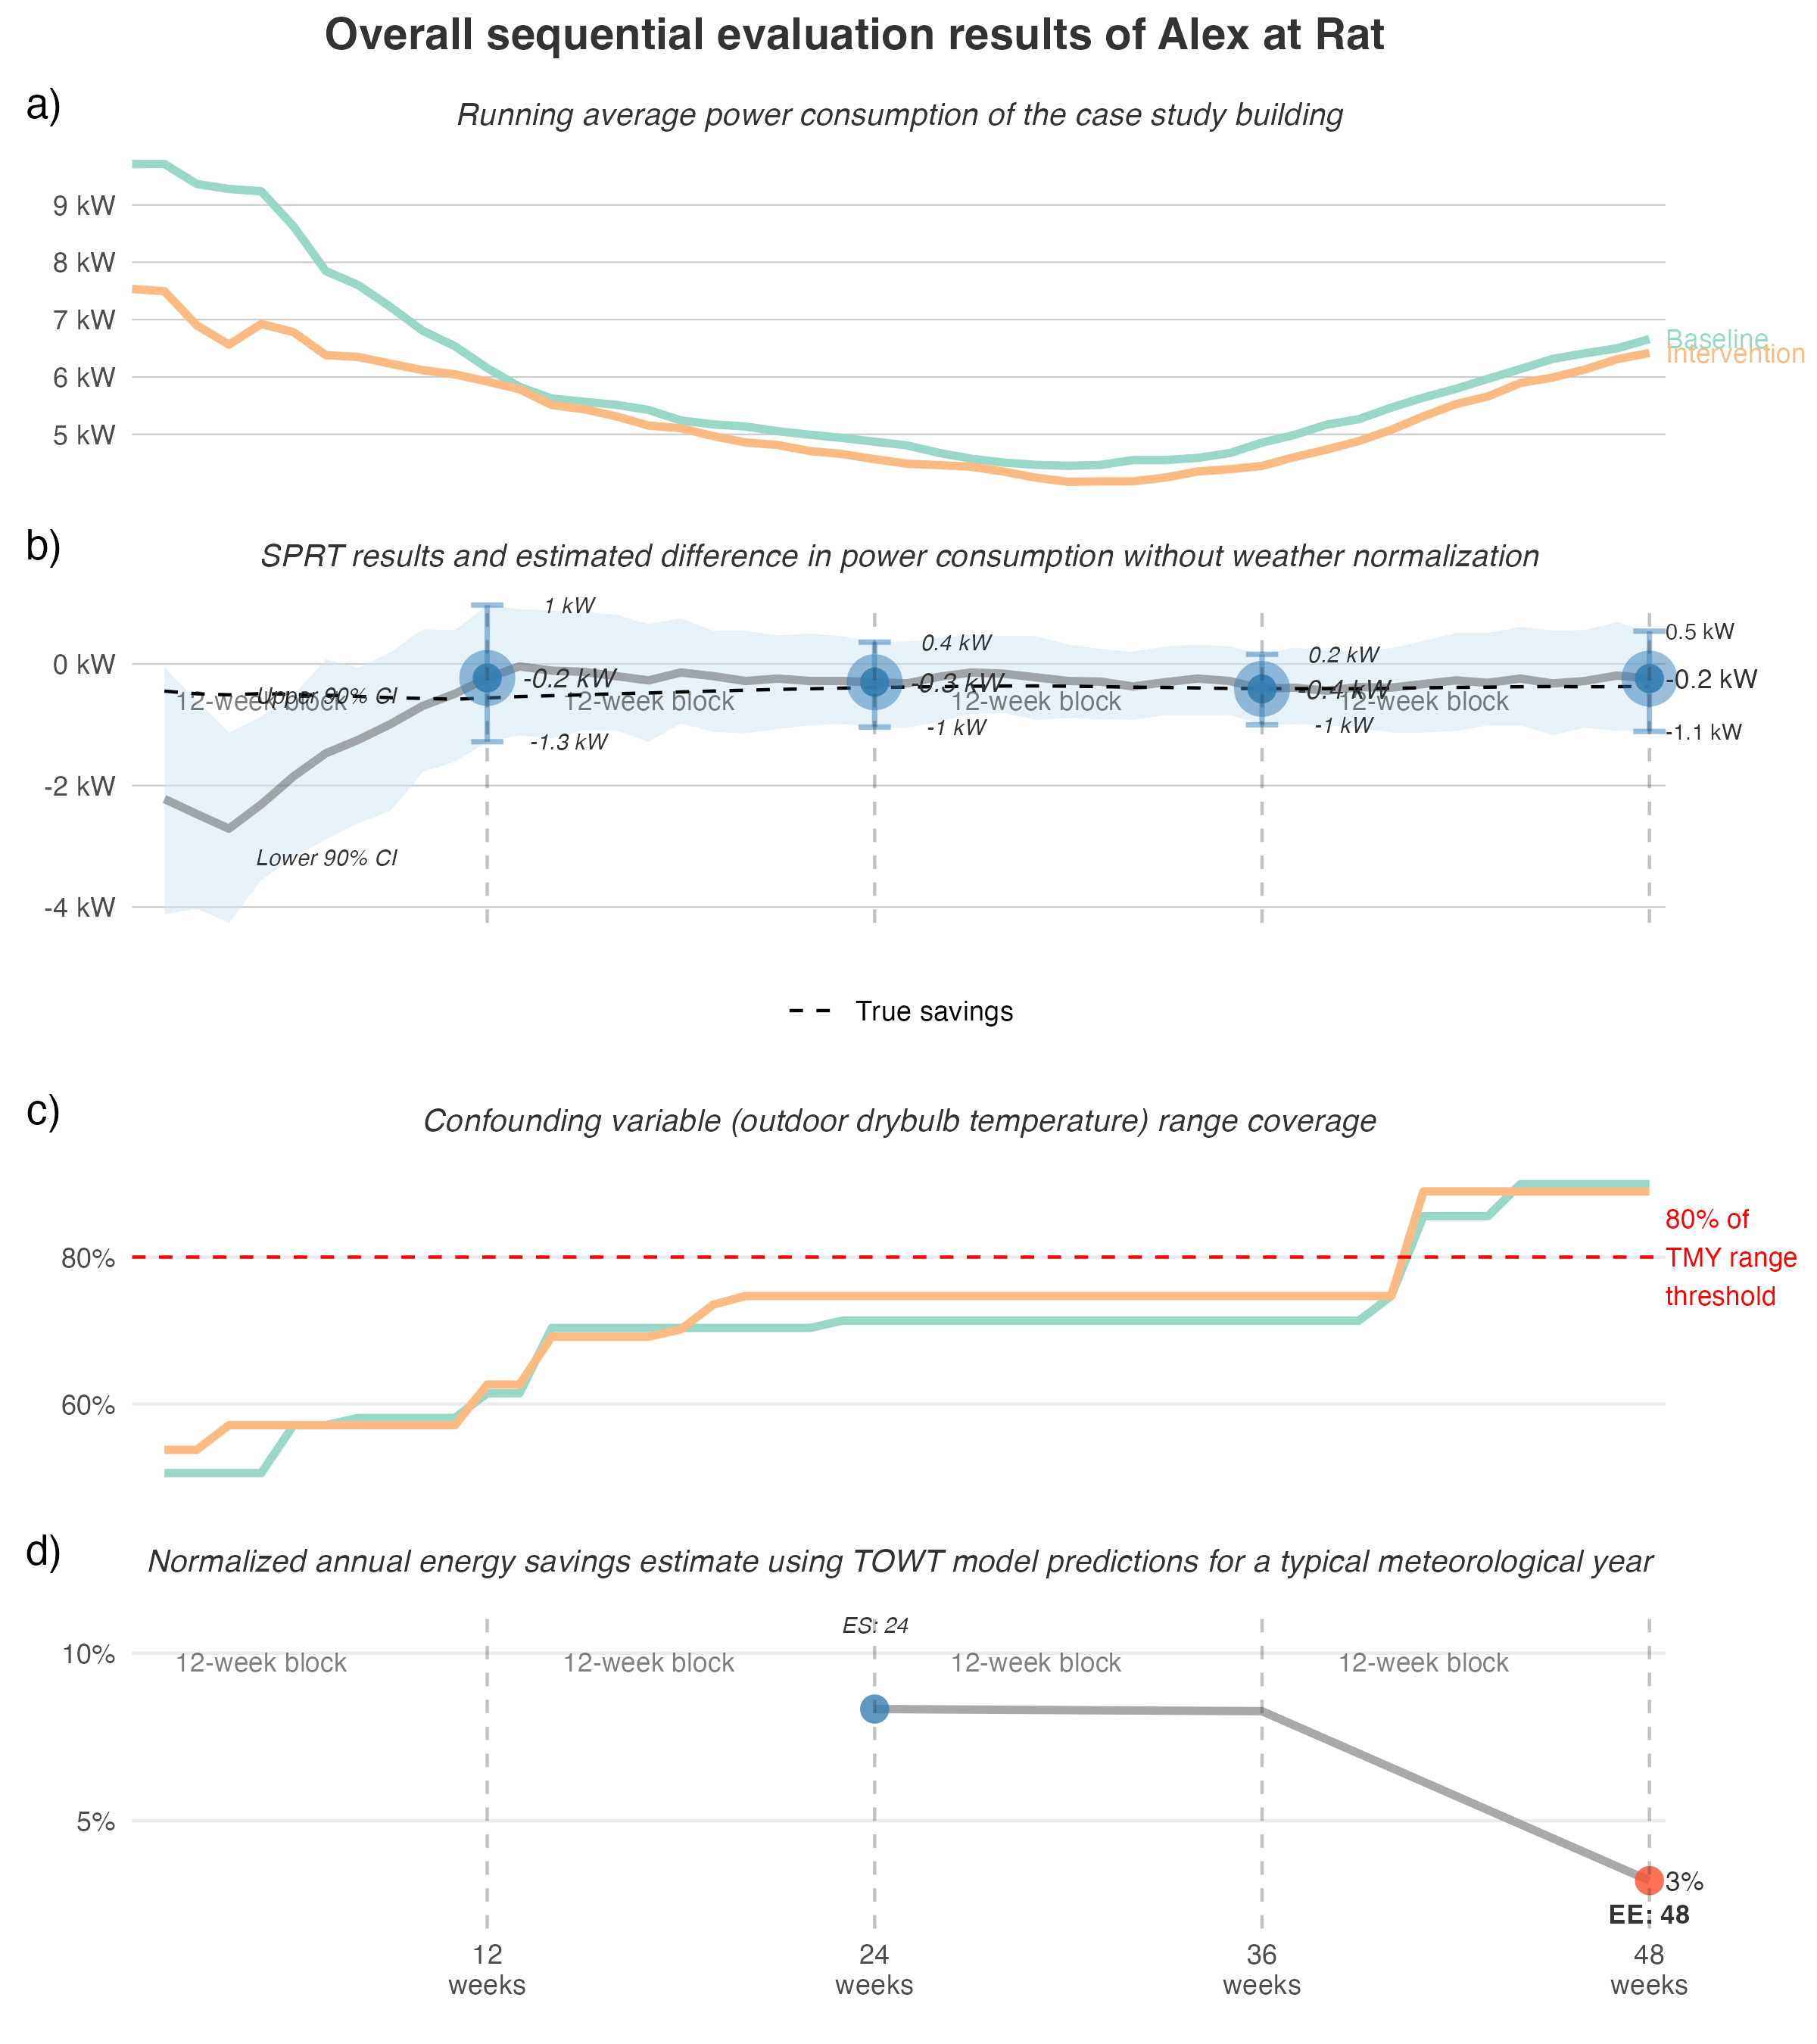 Overall sequential evaluation results of Alex at Rat
a)
Running average power consumption of the case study building
9 kW
8 kW
7 kW
6 kW
5 kW
Baseline
Intervention
b)
SPRT results and estimated difference in power consumption without weather normalization
1 kW
0.4 kW
0.2 kW
0.5 kW
0 kW
-0.2 kW
-0.3 kW
-0.4 kW
-0.2 kW
Upper 90% CI
12-week block
12-week block
12-week block
12-week block
-1.3 kW
-1 kW
-1 kW
-1.1 kW
-2 kW
Lower 90% CI
-4 kW
True savings
c)
Confounding variable (outdoor drybulb temperature) range coverage
80%
60%
80% of
TMY range
threshold
d)
Normalized annual energy savings estimate using TOWT model predictions for a typical meteorological year
ES: 24
10%
12-week block
12-week block
12-week block
12-week block
5%
3%
EE: 48
12
weeks
24
weeks
36
weeks
48
weeks